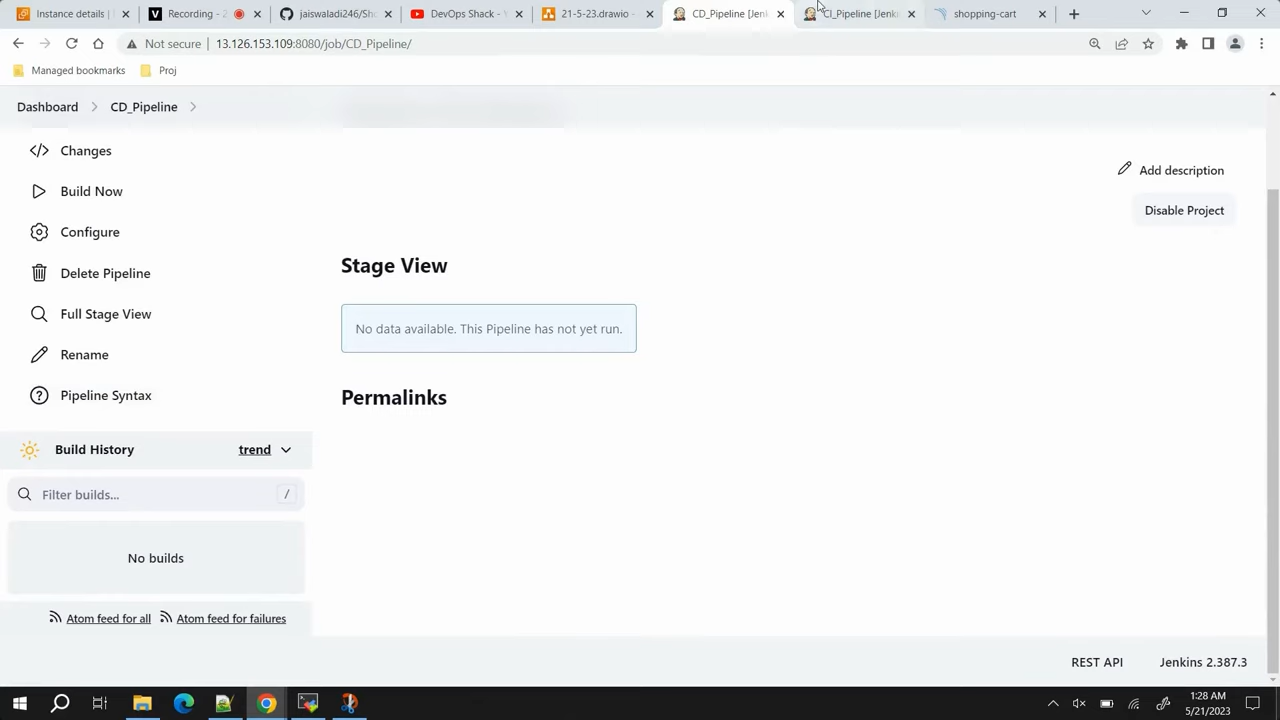 Instance details | E
Recording - 2
jaiswaladi246/Sho
DevOps Shack - Y
21-5-23.drawio
CD_Pipeline [Jenk
CI_Pipeline [Jenk
shopping-cart
Not secure
13.126.153.109:8080/job/CD_Pipeline/
Managed bookmarks
Proj
Dashboard
CD_Pipeline
Changes
Add description
Build Now
Disable Project
Configure
Stage View
Delete Pipeline
Full Stage View
No data available. This Pipeline has not yet run.
Rename
Pipeline Syntax
Permalinks
Build History
trend
Filter builds...
/
No builds
Atom feed for all
Atom feed for failures
REST API
Jenkins 2.387.3
1:28 AM
5/21/2023